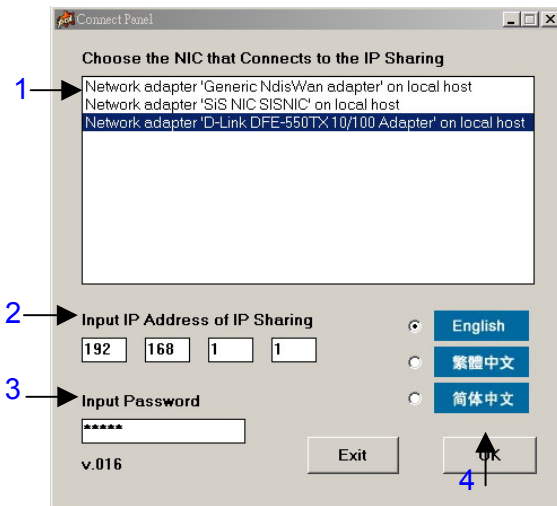 Connect Panel
Choose the NIC that Connects to the IP Sharing
1
Network adapter 'Generic NdisWan adapter' on local host
Network adapter 'SiS NIC SISNIC' on local host
Network adapter 'D-Link DFE-550TX 10/100 Adapter' on local host
2
Input IP Address of IP Sharing
192 168 1 1
English
繁體中文
简体中文
3
Input Password
*****
v.016
Exit
OK
4